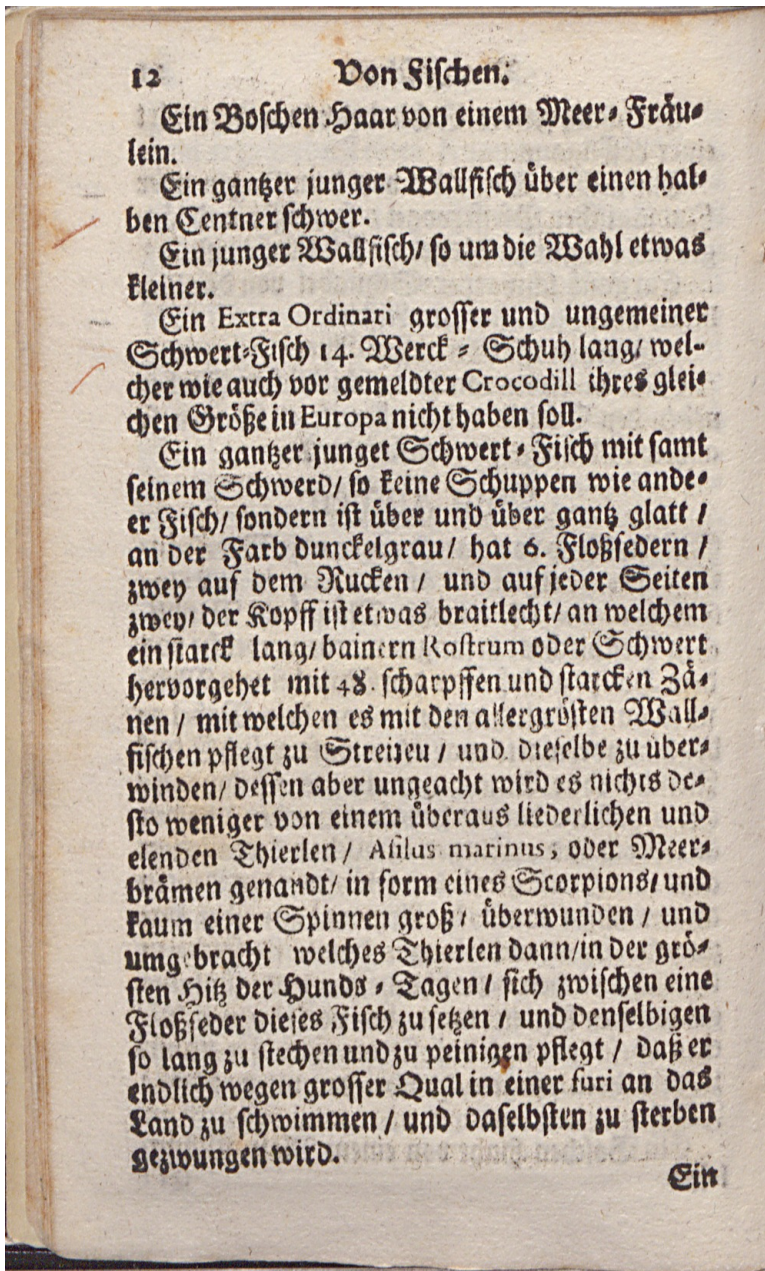 12 Von Fischen.
Ein Boschen Haar von einem Meer⸗Fräu⸗
lein.
Ein gantzer junger Wallfisch über einen hal⸗
ben Centner schwer.
Ein junger Wallfisch/ so um die Wahl etwas
kleiner.
Ein Extra Ordinari grosser und ungemeiner
Schwert⸗Fisch 14. Werck⸗Schuh lang/ wel⸗
cher wie auch vor gemeldter Crocodill ihres glei⸗
chen Größe in Europa nicht haben soll.
Ein gantzer junget Schwert⸗Fisch mit samt
seinem Schwerd/ so keine Schuppen wie ande⸗
er Fisch/ sondern ist über und über gantz glatt /
an der Farb dunckelgrau/ hat 6. Floßfedern /
zwey auf dem Rucken / und auf jeder Seiten
zwey/ der Kopff ist etwas braitlecht/ an welchem
ein starck lang/ bainern Rostrum oder Schwert
hervorgehet mit 48. scharpffen und starcken Zä⸗
nen / mit welchen es mit den allergrösten Wall⸗
fischen pflegt zu Streiteu / und dieselbe zu über⸗
winden/ dessen aber ungeacht wird es nichts de⸗
sto weniger von einem überaus liederlichen und
elenden Thierlen/ Asilus marinus, oder Meer⸗
brämen genandt/ in form eines Scorpions/ und
kaum einer Spinnen groß / überwunden / und
umgebracht welches Thierlen dann/ in der grö⸗
sten Hitz der Hunds⸗Tagen / sich zwischen eine
Floßfeder dieses Fisch zu setzen / und denselbigen
so lang zu stechen und zu peinigen pflegt / daß er
endlich wegen grosser Qual in einer furi an das
Land zu schwimmen / und daselbsten zu sterben
gezwungen wird.
Ein